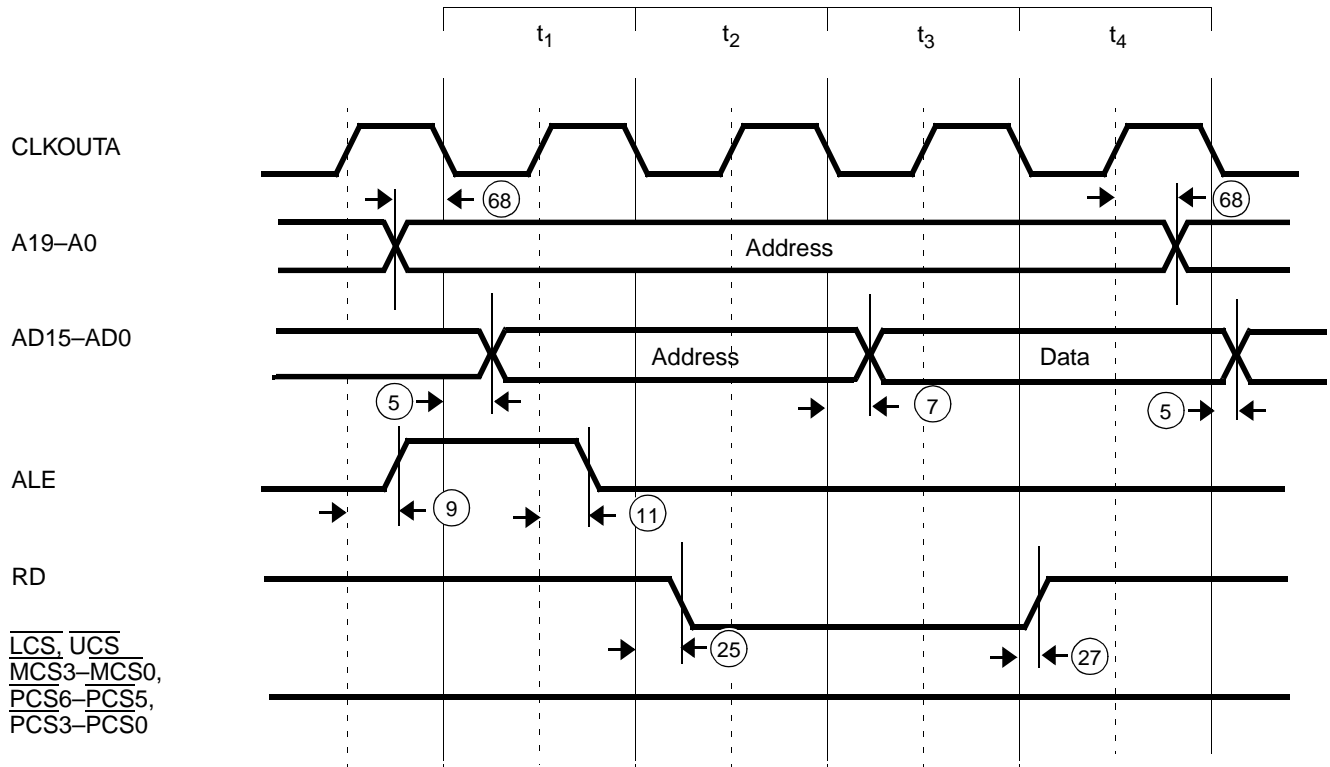 t1 t2 t3 t4
CLKOUTA
68 68
A19–A0 Address
AD15–AD0 Address Data
5 7 5
ALE
9 11
RD
25 27
LCS, UCS
MCS3–MCS0,
PCS6–PCS5,
PCS3–PCS0